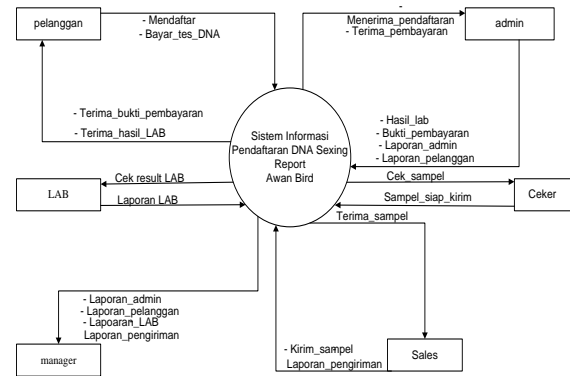 pelanggan
- Mendaftar
- Bayar_tes_DNA
-
Menerima_pendaftaran
- Terima_pembayaran
admin
- Terima_bukti_pembayaran
- Terima_hasil_LAB
Sistem Informasi
Pendaftaran DNA Sexing
Report
Awan Bird
- Hasil_lab
- Bukti_pembayaran
- Laporan_admin
- Laporan_pelanggan
LAB
Cek result LAB
Laporan LAB
Cek_sampel
Sampel_siap_kirim
Ceker
Terima_sampel
- Laporan_admin
- Laporan_pelanggan
- Lapoaran_LAB
Laporan_pengiriman
manager
- Kirim_sampel
Laporan_pengiriman
Sales